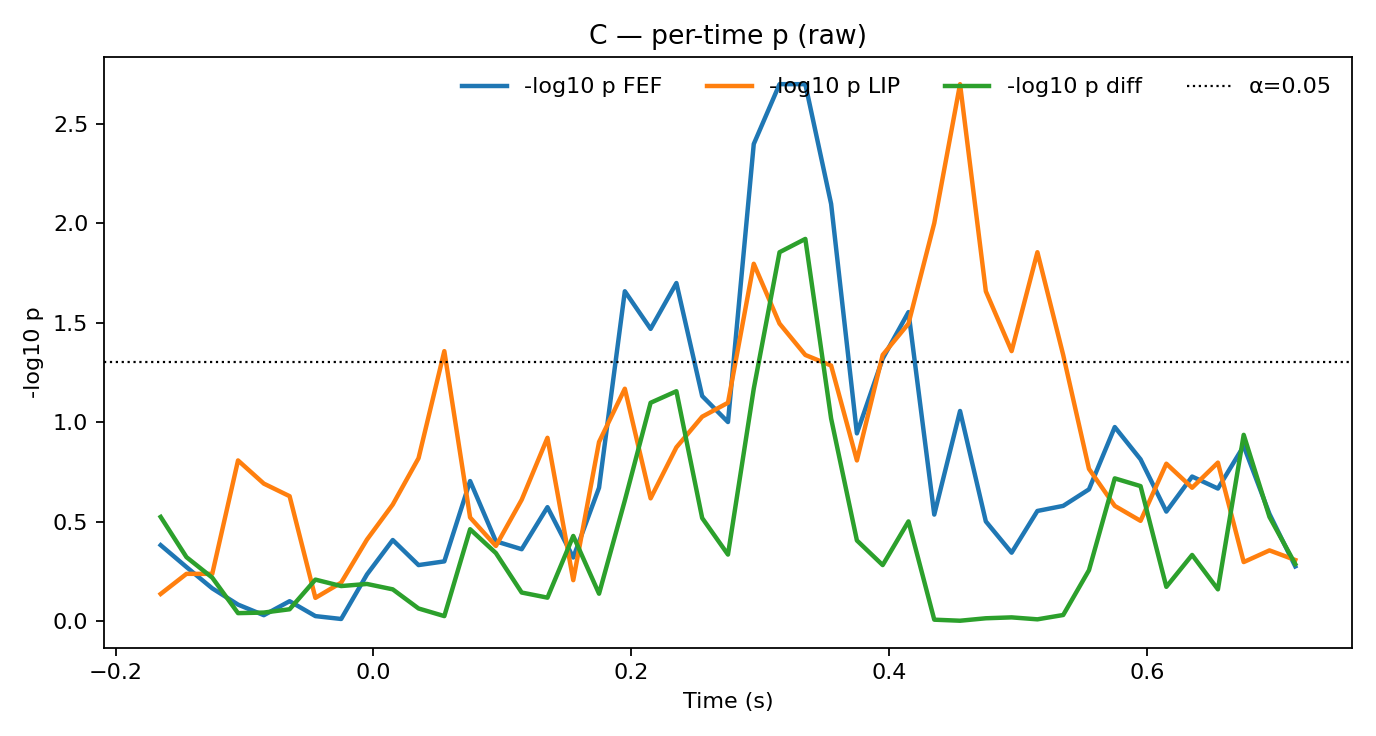 C — per-time p (raw)
-log10 p FEF
-log10 p LIP
-log10 p diff
α=0.05
-log10 p
2.5
2.0
1.5
1.0
0.5
0.0
−0.2
0.0
0.2
0.4
0.6
Time (s)